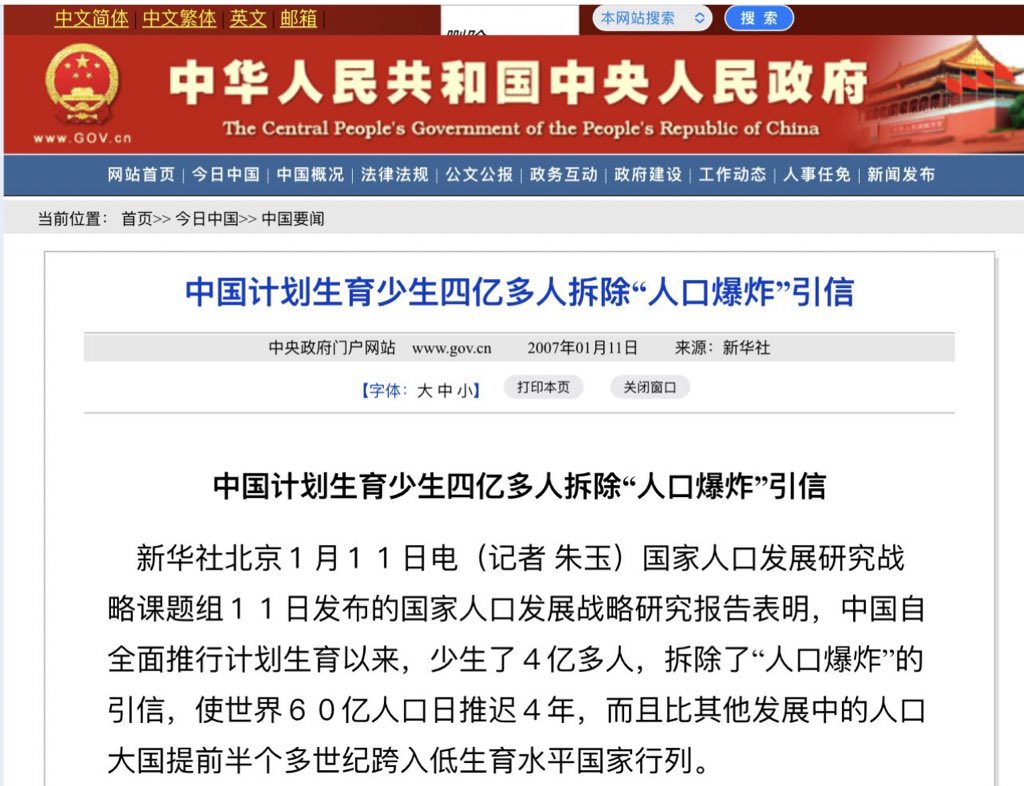 中文简体 | 中文繁体 | 英文 | 邮箱 |
本网站搜索
搜 索
中华人民共和国中央人民政府
www.GOV.cn
The Central People's Government of the People's Republic of China
网站首页 | 今日中国 | 中国概况 | 法律法规 | 公文公报 | 政务互动 | 政府建设 | 工作动态 | 人事任免 | 新闻发布
当前位置: 首页>> 今日中国>> 中国要闻
中国计划生育少生四亿多人拆除“人口爆炸”引信
中央政府门户网站 www.gov.cn 2007年01月11日 来源:新华社
【字体:大 中 小】 打印本页 关闭窗口
中国计划生育少生四亿多人拆除“人口爆炸”引信
新华社北京1月11日电(记者 朱玉)国家人口发展研究战
略课题组11日发布的国家人口发展战略研究报告表明,中国自
全面推行计划生育以来,少生了4亿多人,拆除了“人口爆炸”的
引信,使世界60亿人口日推迟4年,而且比其他发展中的人口
大国提前半个多世纪跨入低生育水平国家行列。